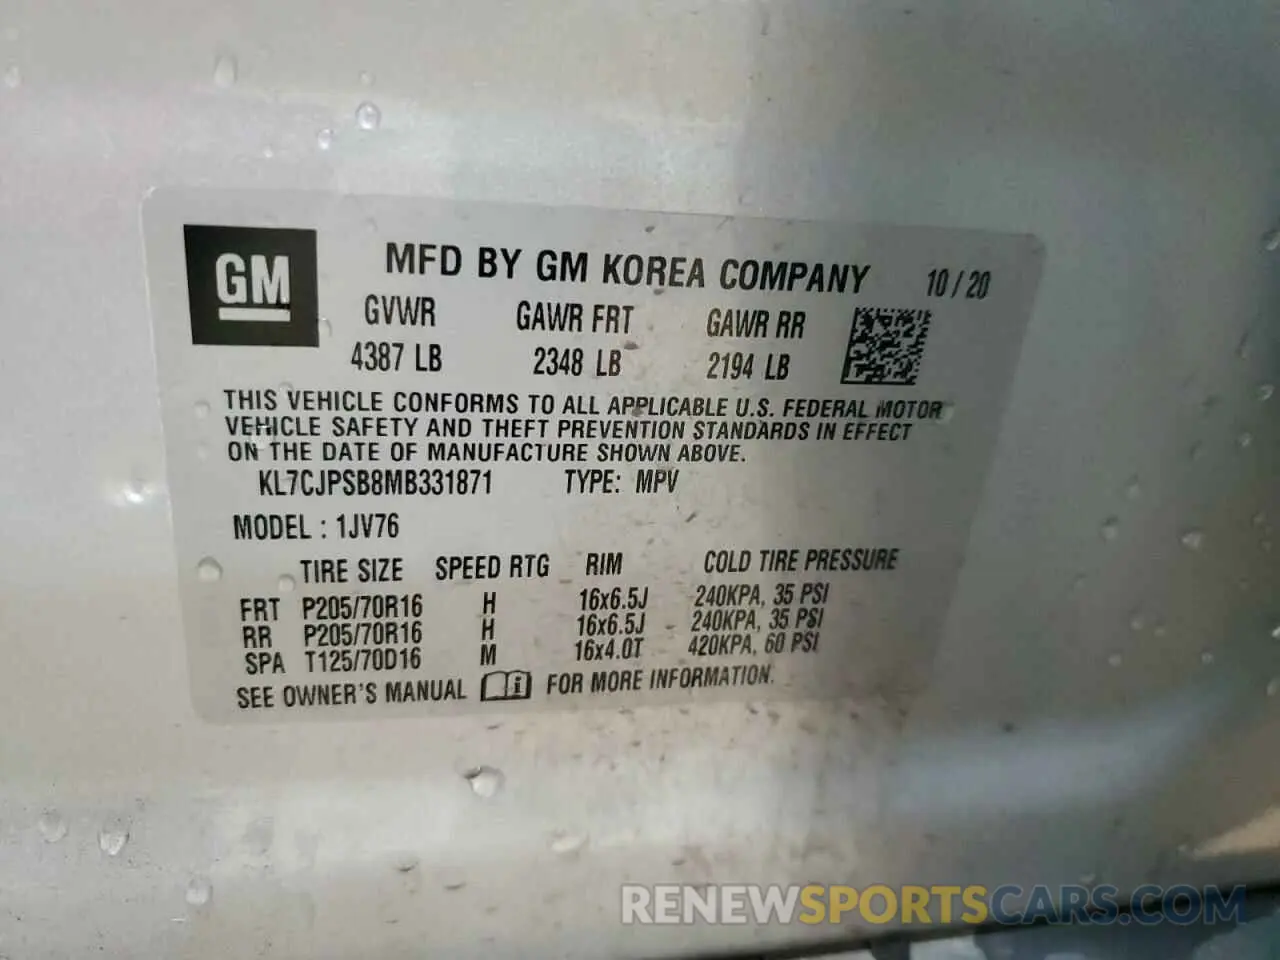 GM
MFD BY GM KOREA COMPANY 10/20
GVWR GAWR FRT GAWR RR
4387 LB 2348 LB 2194 LB
THIS VEHICLE CONFORMS TO ALL APPLICABLE U.S. FEDERAL MOTOR
VEHICLE SAFETY AND THEFT PREVENTION STANDARDS IN EFFECT
ON THE DATE OF MANUFACTURE SHOWN ABOVE.
KL7CJPSB8MB331871 TYPE: MPV
MODEL : 1JV76
TIRE SIZE SPEED RTG RIM COLD TIRE PRESSURE
FRT P205/70R16 H 16x6.5J 240KPA, 35 PSI
RR P205/70R16 H 16x6.5J 240KPA, 35 PSI
SPA T125/70D16 M 16x4.0T 420KPA, 60 PSI
SEE OWNER'S MANUAL i FOR MORE INFORMATION.
RENEWSPORTSCARS.COM